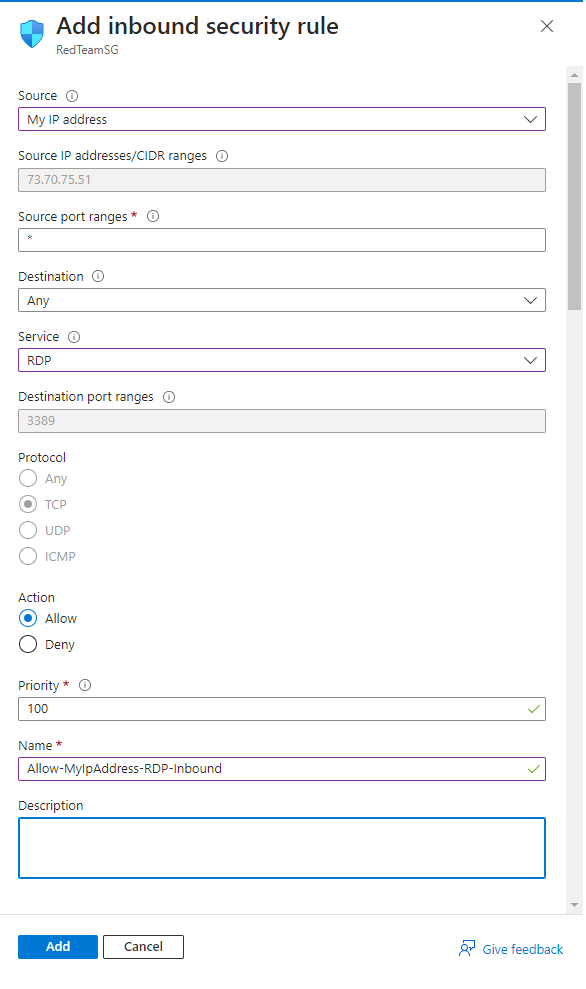 Add inbound security rule
RedTeamSG
Source
My IP address
Source IP addresses/CIDR ranges
73.70.75.51
Source port ranges *
*
Destination
Any
Service
RDP
Destination port ranges
3389
Protocol
Any
TCP
UDP
ICMP
Action
Allow
Deny
Priority *
100
Name *
Allow-MyIpAddress-RDP-Inbound
Description
Add
Cancel
Give feedback